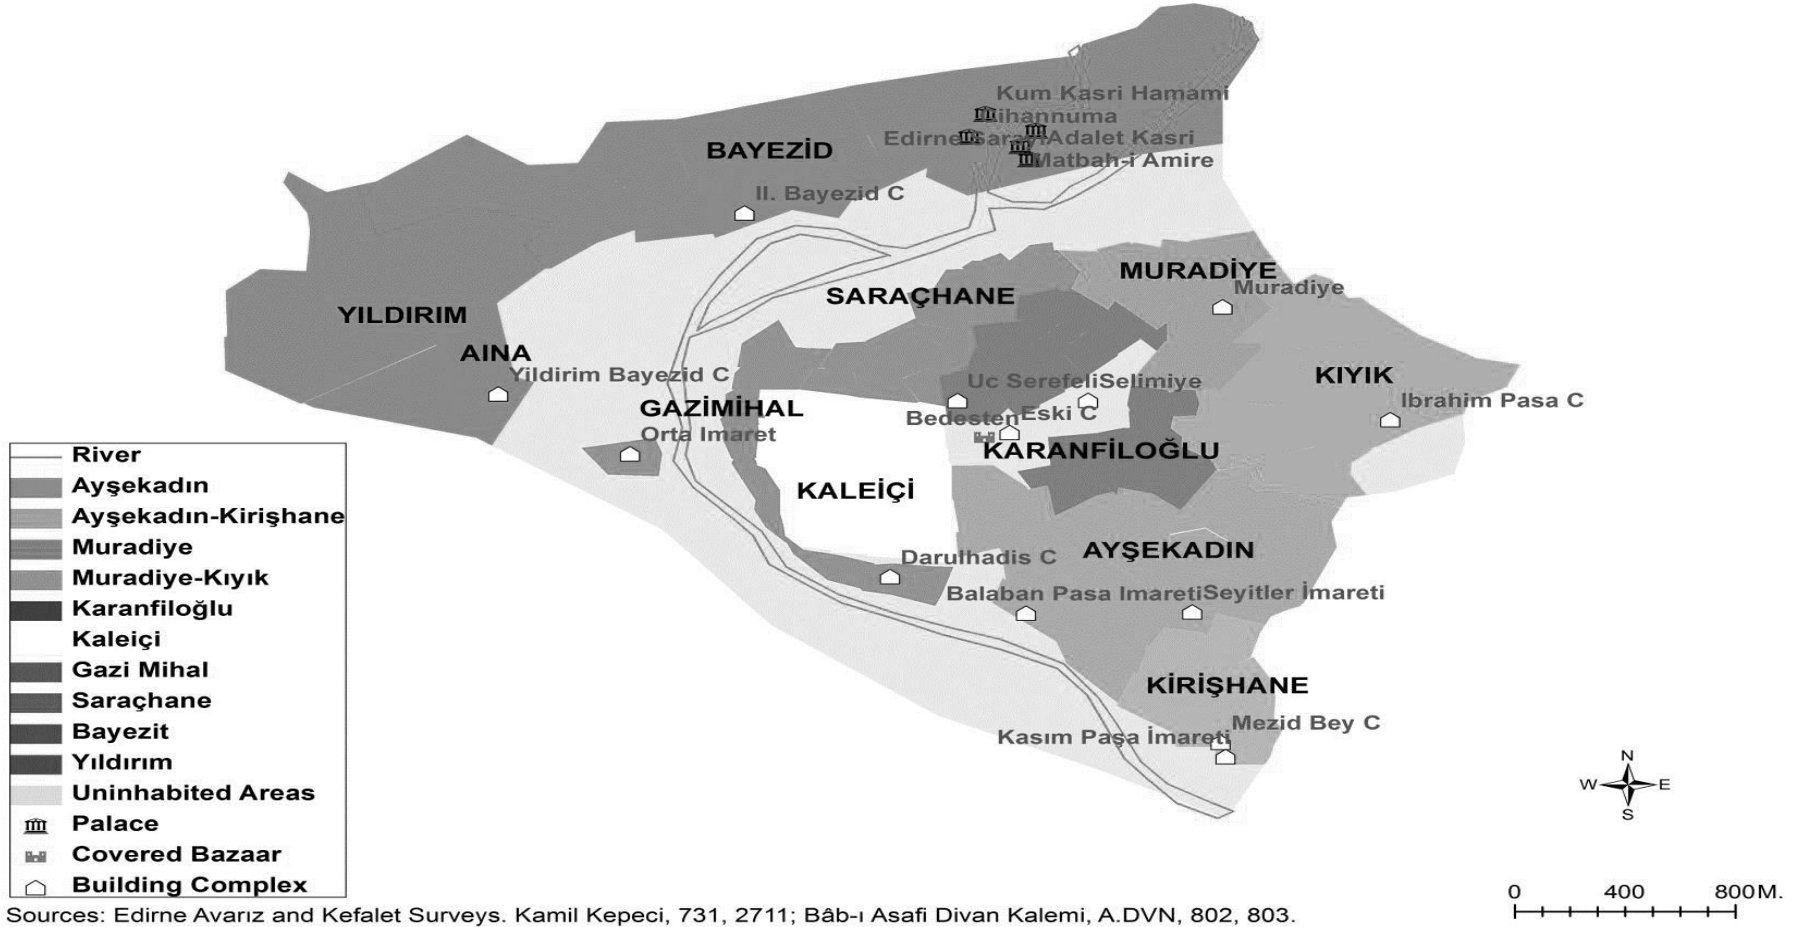 Kum Kasri Hamami
Cihannuma
Edirne Sarayi Adalet Kasri
BAYEZİD
Matbah-i Amire
II. Bayezid C
MURADİYE
Muradiye
SARAÇHANE
YILDIRIM
AINA
Yildirim Bayezid C
KIYIK
Uc Serefeli Selimiye
Ibrahim Pasa C
GAZİMİHAL
Bedesten Eski C
Orta Imaret
KARANFİLOĞLU
KALEİÇİ
AYŞEKADIN
Darulhadis C
Balaban Pasa Imareti Seyitler İmareti
KİRİŞHANE
Mezid Bey C
Kasım Paşa İmareti
River
Ayşekadın
Ayşekadın-Kirişhane
Muradiye
Muradiye-Kıyık
Karanfiloğlu
Kaleiçi
Gazi Mihal
Saraçhane
Bayezit
Yıldırım
Uninhabited Areas
Palace
Covered Bazaar
Building Complex
N
W E
S
0 400 800M.
Sources: Edirne Avarız and Kefalet Surveys. Kamil Kepeci, 731, 2711; Bâb-ı Asafi Divan Kalemi, A.DVN, 802, 803.